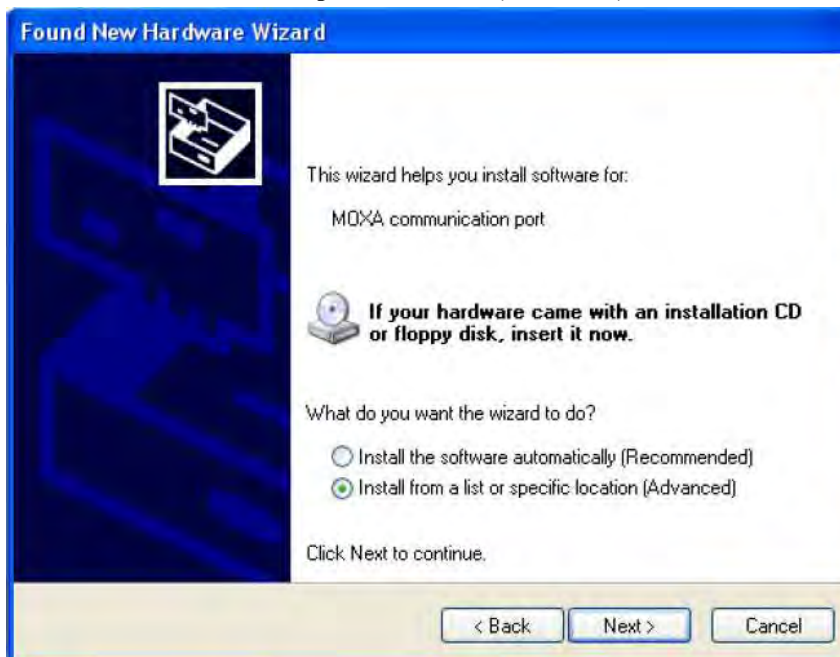 Found New Hardware Wizard
This wizard helps you install software for:
MOXA communication port
If your hardware came with an installation CD
or floppy disk, insert it now.
What do you want the wizard to do?
Install the software automatically (Recommended)
Install from a list or specific location (Advanced)
Click Next to continue.
< Back
Next >
Cancel